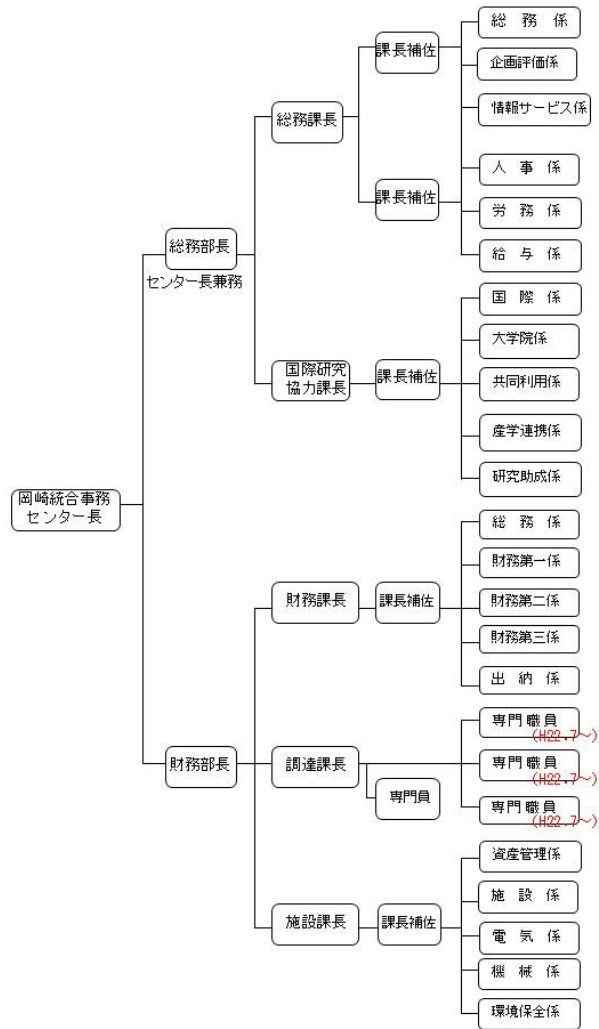 岡崎統合事務
センター長
総務部長
センター長兼務
総務課長
課長補佐
総務係
企画評価係
情報サービス係
課長補佐
人事係
労務係
給与係
国際研究
協力課長
課長補佐
国際係
大学院係
共同利用係
産学連携係
研究助成係
財務部長
財務課長
課長補佐
総務係
財務第一係
財務第二係
財務第三係
出納係
調達課長
専門員
専門職員
(H22.7～)
専門職員
(H22.7～)
専門職員
(H22.7～)
施設課長
課長補佐
資産管理係
施設係
電気係
機械係
環境保全係